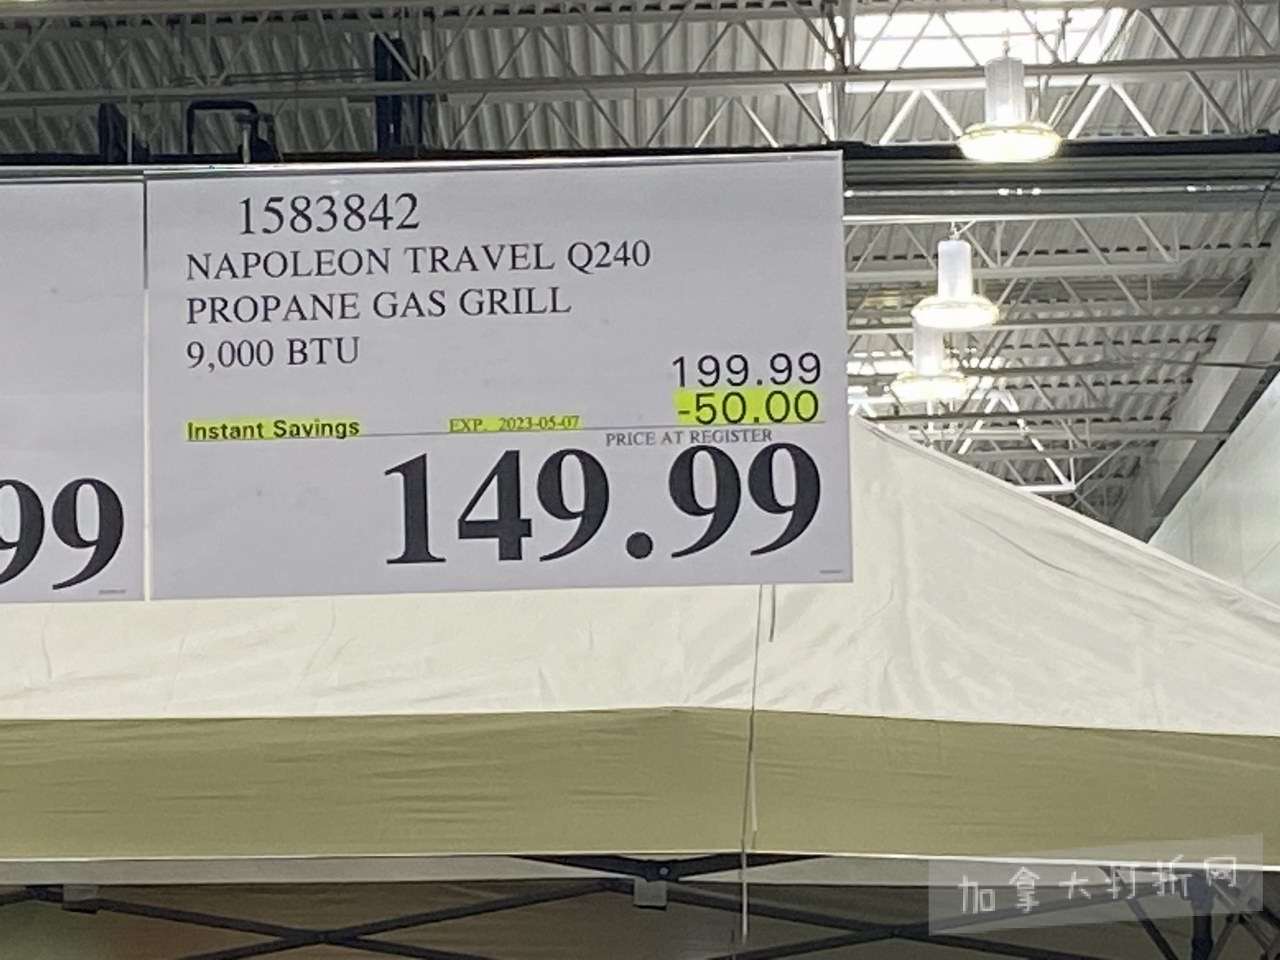 1583842
NAPOLEON TRAVEL Q240
PROPANE GAS GRILL
9,000 BTU
199.99
-50.00
Instant Savings EXP. 2023-05-07
PRICE AT REGISTER
149.99
99
加拿大打折网